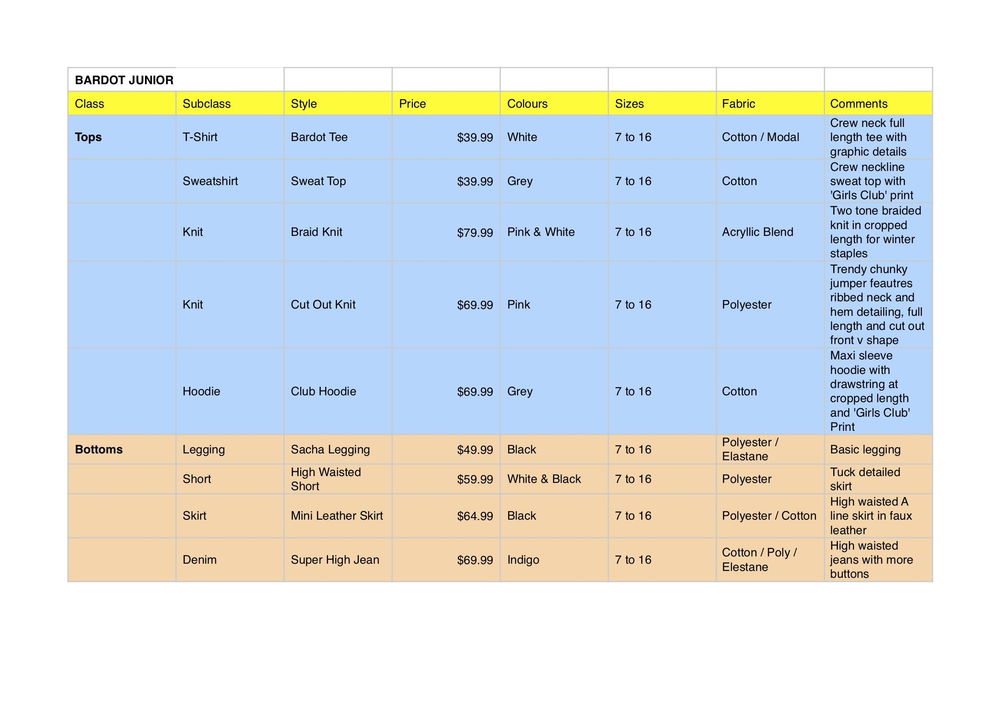 BARDOT JUNIOR
Class Subclass Style Price Colours Sizes Fabric Comments
Tops T-Shirt Bardot Tee $39.99 White 7 to 16 Cotton / Modal Crew neck full
length tee with
graphic details
Sweatshirt Sweat Top $39.99 Grey 7 to 16 Cotton Crew neckline
sweat top with
'Girls Club' print
Knit Braid Knit $79.99 Pink & White 7 to 16 Acryllic Blend Two tone braided
knit in cropped
length for winter
staples
Knit Cut Out Knit $69.99 Pink 7 to 16 Polyester Trendy chunky
jumper feautres
ribbed neck and
hem detailing, full
length and cut out
front v shape
Hoodie Club Hoodie $69.99 Grey 7 to 16 Cotton Maxi sleeve
hoodie with
drawstring at
cropped length
and 'Girls Club'
Print
Bottoms Legging Sacha Legging $49.99 Black 7 to 16 Polyester /
Elastane Basic legging
Short High Waisted
Short $59.99 White & Black 7 to 16 Polyester Tuck detailed
skirt
Skirt Mini Leather Skirt $64.99 Black 7 to 16 Polyester / Cotton High waisted A
line skirt in faux
leather
Denim Super High Jean $69.99 Indigo 7 to 16 Cotton / Poly /
Elestane High waisted
jeans with more
buttons